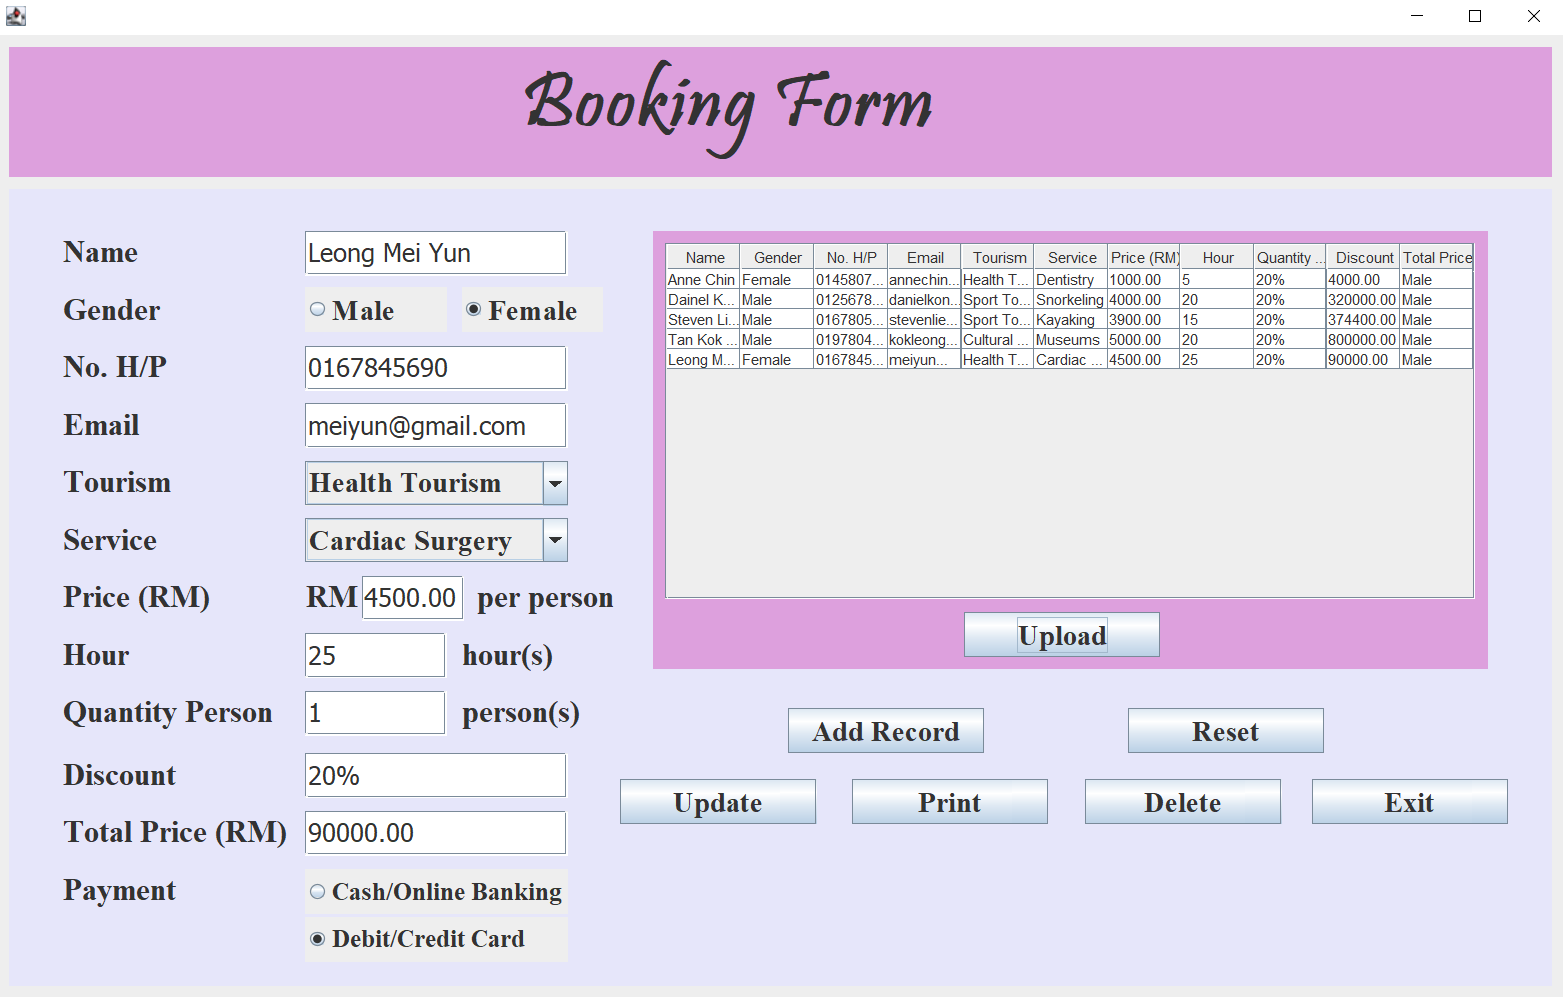 Booking Form
Name Leong Mei Yun
Gender Male Female
No. H/P 0167845690
Email meiyun@gmail.com
Tourism Health Tourism
Service Cardiac Surgery
Price (RM) RM 4500.00 per person
Hour 25 hour(s)
Quantity Person 1 person(s)
Discount 20%
Total Price (RM) 90000.00
Payment Cash/Online Banking
Debit/Credit Card
Name Gender No. H/P Email Tourism Service Price (RM) Hour Quantity ... Discount Total Price
Anne Chin Female 0145807... annechin... Health T... Dentistry 1000.00 5 20% 4000.00 Male
Dainel K... Male 0125678... danielkon... Sport To... Snorkeling 4000.00 20 20% 320000.00 Male
Steven Li... Male 0167805... stevenlie... Sport To... Kayaking 3900.00 15 20% 374400.00 Male
Tan Kok ... Male 0197804... kokleong... Cultural ... Museums 5000.00 20 20% 800000.00 Male
Leong M... Female 0167845... meiyun... Health T... Cardiac ... 4500.00 25 20% 90000.00 Male
Upload
Add Record Reset
Update Print Delete Exit